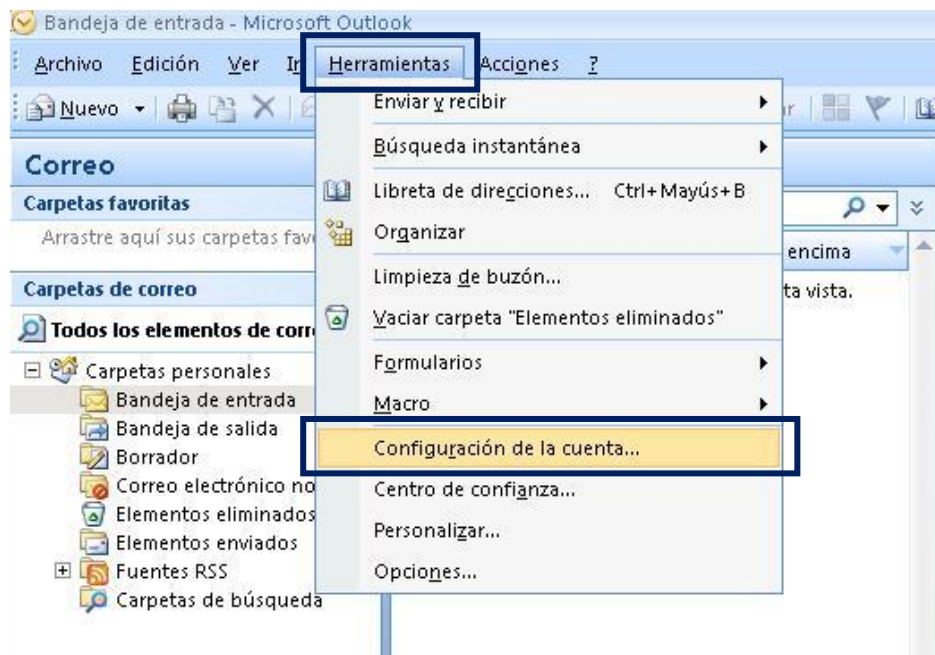 Bandeja de entrada - Microsoft Outlook
Archivo Edición Ver Herramientas Acciones ?
Nuevo
Enviar y recibir
Búsqueda instantánea
Correo
Libreta de direcciones... Ctrl+Mayús+B
Carpetas favoritas
Arrastre aquí sus carpetas
Organizar
encima
Limpieza de buzón...
Carpetas de correo
vista.
Vaciar carpeta "Elementos eliminados"
Todos los elementos de
Formularios
Carpetas personales
Bandeja de entrada
Macro
Bandeja de salida
Configuración de la cuenta...
Borrador
Correo electrónico no
Centro de confianza...
Elementos eliminados
Personalizar...
Elementos enviados
Fuentes RSS
Opciones...
Carpetas de búsqueda